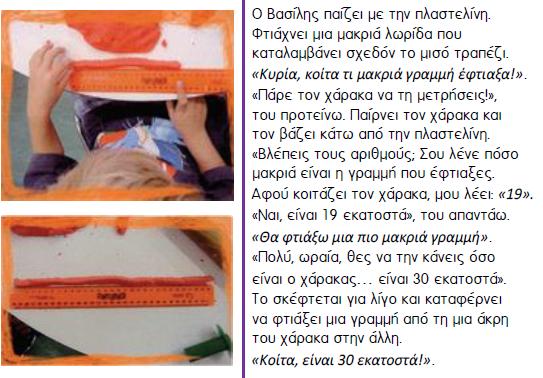 Ο Βασίλης παίζει με την πλαστελίνη.
Φτιάχνει μια μακριά λωρίδα που
καταλαμβάνει σχεδόν το μισό τραπέζι.
«Κυρία, κοίτα τι μακριά γραμμή έφτιαξα!».
«Πάρε τον χάρακα να τη μετρήσεις!»,
του προτείνω. Παίρνει τον χάρακα και
τον βάζει κάτω από την πλαστελίνη.
«Βλέπεις τους αριθμούς; Σου λένε πόσο
μακριά είναι η γραμμή που έφτιαξες.
Αφού κοιτάζει τον χάρακα, μου λέει: «19».
«Ναι, είναι 19 εκατοστά», του απαντάω.
«Θα φτιάξω μια πιο μακριά γραμμή».
«Πολύ, ωραία, θες να την κάνεις όσο
είναι ο χάρακας... είναι 30 εκατοστά».
Το σκέφτεται για λίγο και καταφέρνει
να φτιάξει μια γραμμή από τη μια άκρη
του χάρακα στην άλλη.
«Κοίτα, είναι 30 εκατοστά!».